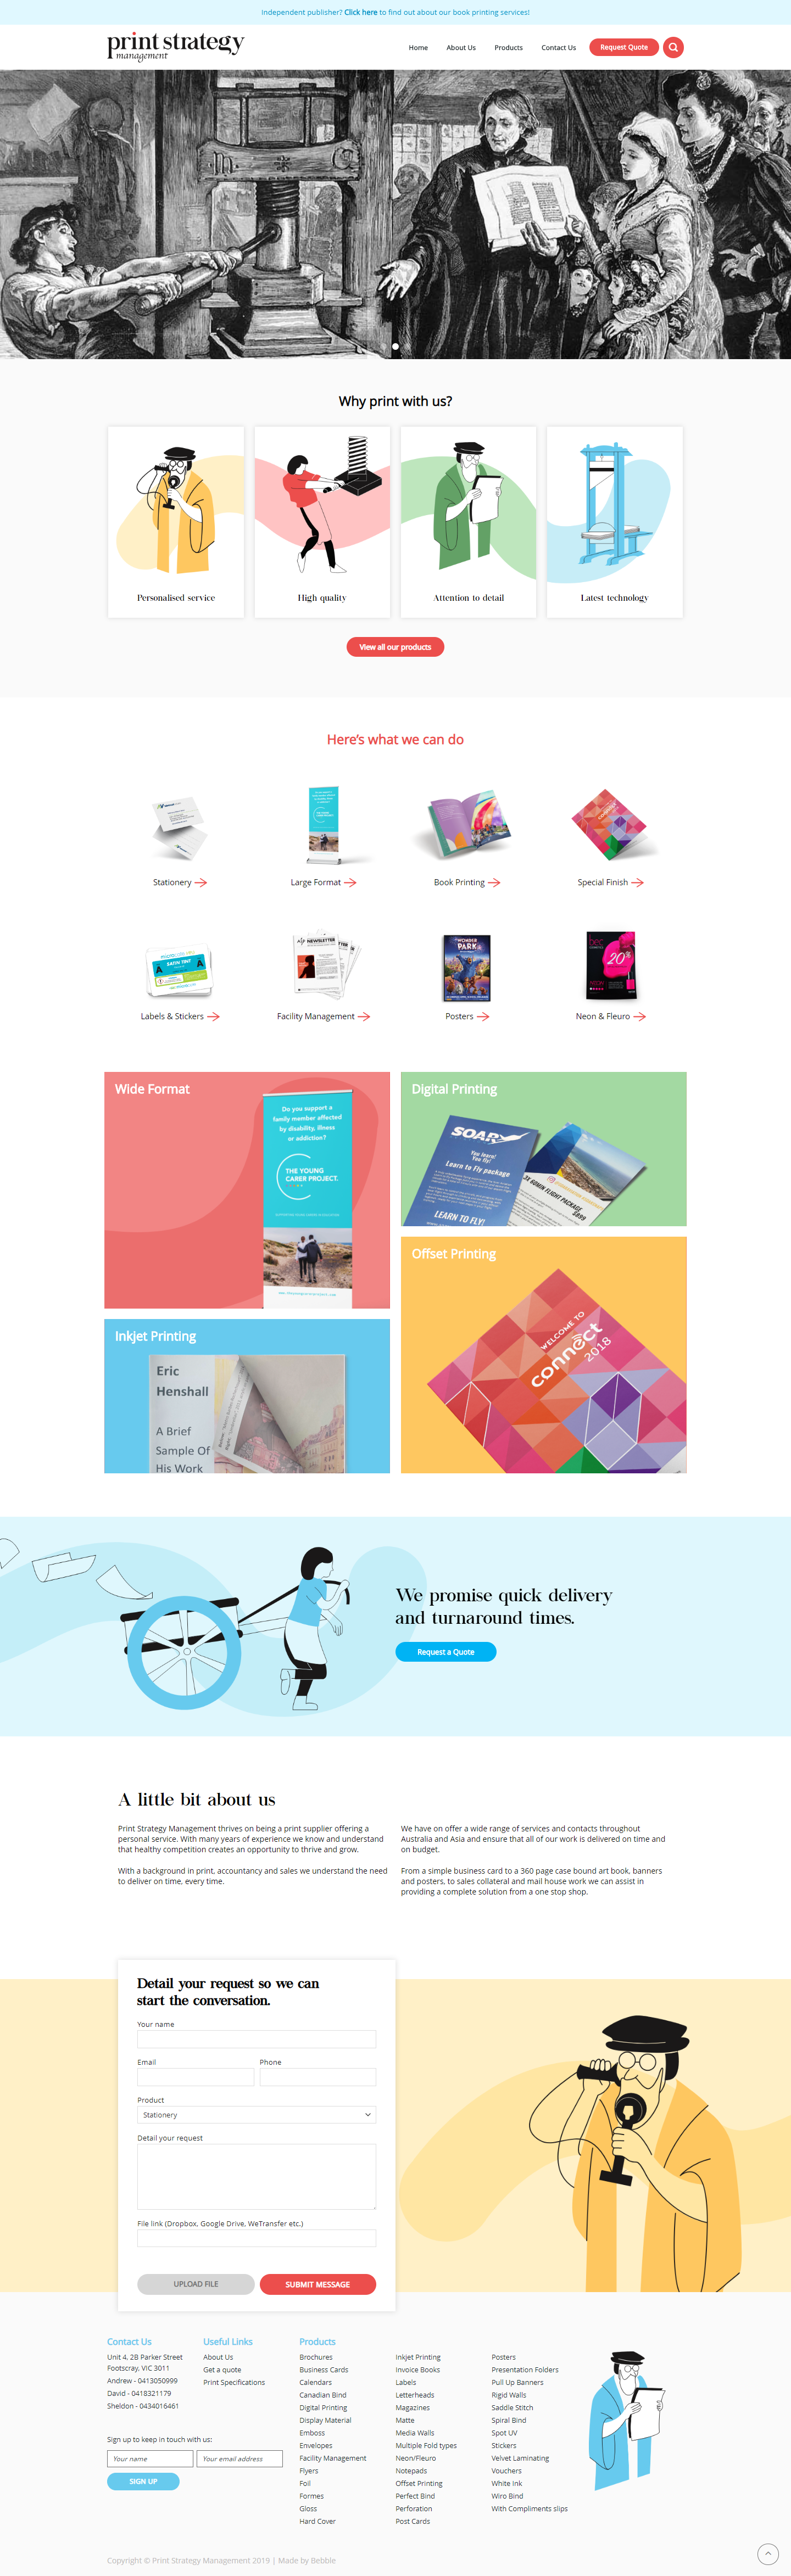 Independent publisher? Click here to find out about our book printing services!
print strategy
management
Home
About Us
Products
Contact Us
Request Quote
Why print with us?
Personalised service
High quality
Attention to detail
Latest technology
View all our products
Here's what we can do
Stationery
Large Format
Book Printing
Special Finish
Labels & Stickers
Facility Management
Posters
Neon & Fleuro
Wide Format
Do you support a
family member affected
by disability, illness
or addiction?
THE YOUNG
CARER PROJECT.
Digital Printing
SOAR
You learn!
You fly!
Learn to fly package
LEARN TO FLY!
Offset Printing
WELCOME TO
connect
2018
Inkjet Printing
Eric
Henshall
A Brief
Sample Of
His Work
We promise quick delivery
and turnaround times.
Request a Quote
A little bit about us
Print Strategy Management thrives on being a print supplier offering a
personal service. With many years of experience we know and understand
that healthy competition creates an opportunity to thrive and grow.
With a background in print, accountancy and sales we understand the need
to deliver on time, every time.
We have on offer a wide range of services and contacts throughout
Australia and Asia and ensure that all of our work is delivered on time and
on budget.
From a simple business card to a 360 page case bound art book, banners
and posters, to sales collateral and mail house work we can assist in
providing a complete solution from a one stop shop.
Detail your request so we can
start the conversation.
Your name
Email
Phone
Product
Stationery
Detail your request
File link (Dropbox, Google Drive, WeTransfer etc.)
UPLOAD FILE
SUBMIT MESSAGE
Contact Us
Unit 4, 2B Parker Street
Footscray, VIC 3011
Andrew - 0413050999
David - 0418321179
Sheldon - 0434016461
Useful Links
About Us
Get a quote
Print Specifications
Sign up to keep in touch with us:
Your name
Your email address
SIGN UP
Products
Brochures
Business Cards
Calendars
Canadian Bind
Digital Printing
Display Material
Emboss
Envelopes
Facility Management
Flyers
Foil
Formes
Gloss
Hard Cover
Inkjet Printing
Invoice Books
Labels
Letterheads
Magazines
Matte
Media Walls
Multiple Fold types
Neon/Fleuro
Notepads
Offset Printing
Perfect Bind
Perforation
Post Cards
Posters
Presentation Folders
Pull Up Banners
Rigid Walls
Saddle Stitch
Spiral Bind
Spot UV
Stickers
Velvet Laminating
Vouchers
White Ink
Wiro Bind
With Compliments slips
Copyright © Print Strategy Management 2019 | Made by Bebble